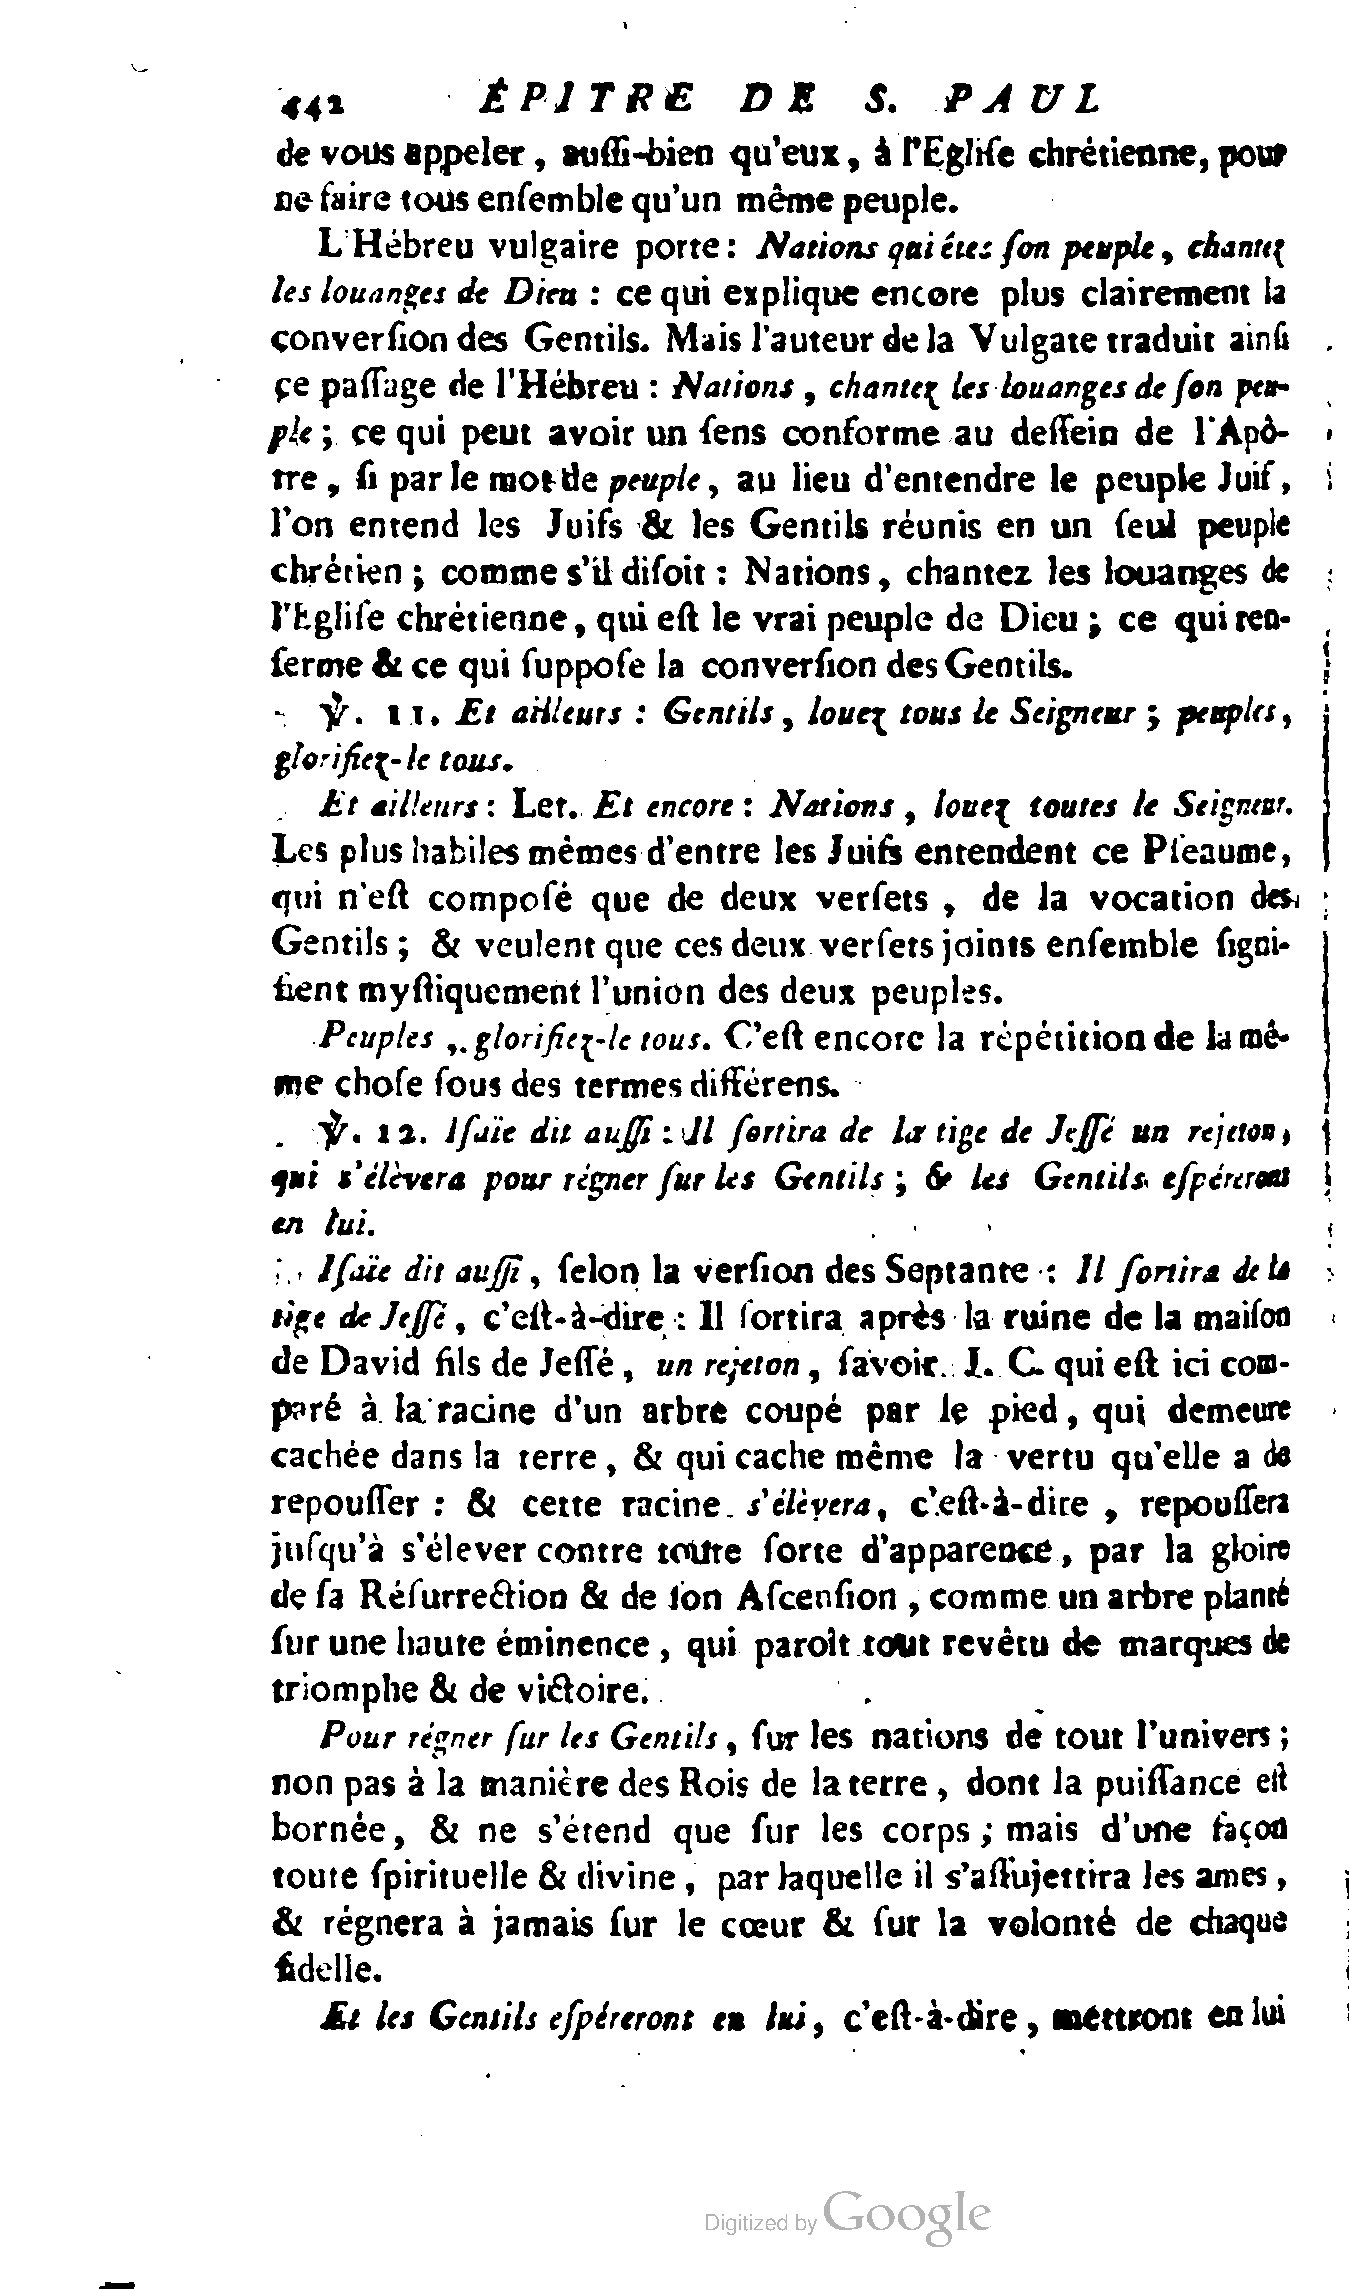 442 ÉPITRE DE S. PAUL
de vous appeler, auſſi-bien qu'eux, à l'Egliſe chrétienne, pour
ne faire tous enſemble qu'un même peuple.
L'Hébreu vulgaire porte: Nations qui êtes ſon peuple, chantez
les louanges de Dieu : ce qui explique encore plus clairement la
converſion des Gentils. Mais l'auteur de la Vulgate traduit ainſi
ce paſſage de l'Hébreu : Nations, chantez les louanges de ſon peu-
ple; ce qui peut avoir un ſens conforme au deſſein de l'Apô-
tre, ſi par le mot de peuple, au lieu d'entendre le peuple Juif,
l'on entend les Juifs & les Gentils réunis en un ſeul peuple
chrétien; comme s'il diſoit : Nations, chantez les louanges de
l'Egliſe chrétienne, qui eſt le vrai peuple de Dieu; ce qui ren-
ferme & ce qui ſuppoſe la converſion des Gentils.
℣. 11. Et ailleurs : Gentils, louez tous le Seigneur; peuples,
glorifiez-le tous.
Et ailleurs : Let. Et encore : Nations, louez toutes le Seigneur.
Les plus habiles mêmes d'entre les Juifs entendent ce Pſeaume,
qui n'eſt compoſé que de deux verſets, de la vocation des
Gentils; & veulent que ces deux verſets joints enſemble ſigni-
fient myſtiquement l'union des deux peuples.
Peuples, glorifiez-le tous. C'eſt encore la répétition de la mê-
me choſe ſous des termes différens.
℣. 12. Iſaïe dit auſſi : Il ſortira de la tige de Jeſſé un rejeton,
qui s'élèvera pour régner ſur les Gentils; & les Gentils eſpéreront
en lui.
Iſaïe dit auſſi, ſelon la verſion des Septante : Il ſortira de la
tige de Jeſſé, c'eſt-à-dire : Il ſortira après la ruine de la maiſon
de David fils de Jeſſé, un rejeton, ſavoir J. C. qui eſt ici com-
paré à la racine d'un arbre coupé par le pied, qui demeure
cachée dans la terre, & qui cache même la vertu qu'elle a de
repouſſer : & cette racine s'élèvera, c'eſt-à-dire, repouſſera
juſqu'à s'élever contre toute ſorte d'apparence, par la gloire
de ſa Réſurrection & de ſon Aſcenſion, comme un arbre planté
ſur une haute éminence, qui paroît tout revêtu de marques de
triomphe & de victoire.
Pour régner ſur les Gentils, ſur les nations de tout l'univers;
non pas à la manière des Rois de la terre, dont la puiſſance eſt
bornée, & ne s'étend que ſur les corps; mais d'une façon
toute ſpirituelle & divine, par laquelle il s'aſſujettira les ames,
& régnera à jamais ſur le cœur & ſur la volonté de chaque
fidelle.
Et les Gentils eſpéreront en lui, c'eſt-à-dire, mettront en lui
Digitized by Google